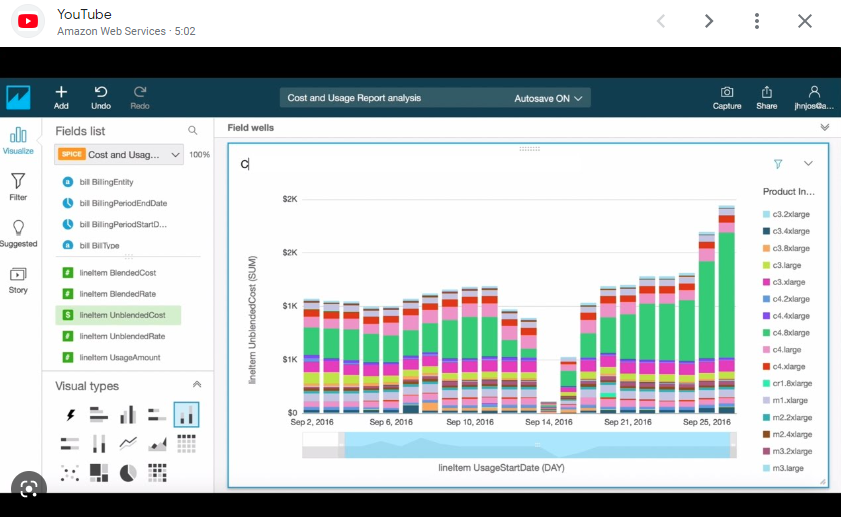 YouTube
Amazon Web Services · 5:02
Add
Undo
Redo
Cost and Usage Report analysis
Autosave ON
Capture
Share
jhnjos@a...
Visualize
Filter
Suggested
Story
Fields list
SPICE Cost and Usag... 100%
bill BillingEntity
bill BillingPeriodEndDate
bill BillingPeriodStartD...
bill BillType
lineItem BlendedCost
lineItem BlendedRate
lineItem UnblendedCost
lineItem UnblendedRate
lineItem UsageAmount
Visual types
Field wells
C
lineItem UnblendedCost (SUM)
$2K
$2K
$1K
$1K
$0
Sep 2, 2016
Sep 6, 2016
Sep 10, 2016
Sep 14, 2016
Sep 21, 2016
Sep 25, 2016
lineItem UsageStartDate (DAY)
Product In...
c3.2xlarge
c3.4xlarge
c3.8xlarge
c3.large
c3.xlarge
c4.2xlarge
c4.4xlarge
c4.8xlarge
c4.large
c4.xlarge
cr1.8xlarge
m1.xlarge
m2.2xlarge
m2.4xlarge
m3.2xlarge
m3.large